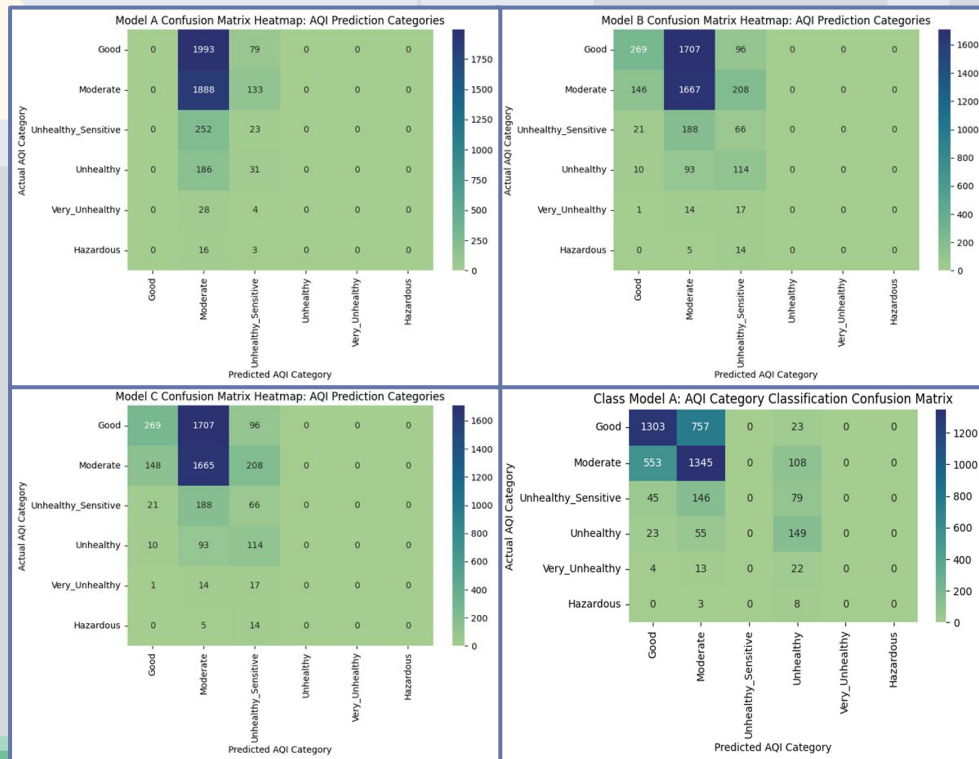 Model A Confusion Matrix Heatmap: AQI Prediction Categories
Actual AQI Category
Good 0 1993 79 0 0 0
Moderate 0 1888 133 0 0 0
Unhealthy_Sensitive 0 252 23 0 0 0
Unhealthy 0 186 31 0 0 0
Very_Unhealthy 0 28 4 0 0 0
Hazardous 0 16 3 0 0 0
Good Moderate Unhealthy_Sensitive Unhealthy Very_Unhealthy Hazardous
Predicted AQI Category
1750
1500
1250
1000
750
500
250
0
Model B Confusion Matrix Heatmap: AQI Prediction Categories
Actual AQI Category
Good 269 1707 96 0 0 0
Moderate 146 1667 208 0 0 0
Unhealthy_Sensitive 21 188 66 0 0 0
Unhealthy 10 93 114 0 0 0
Very_Unhealthy 1 14 17 0 0 0
Hazardous 0 5 14 0 0 0
Good Moderate Unhealthy_Sensitive Unhealthy Very_Unhealthy Hazardous
Predicted AQI Category
1600
1400
1200
1000
800
600
400
200
0
Model C Confusion Matrix Heatmap: AQI Prediction Categories
Actual AQI Category
Good 269 1707 96 0 0 0
Moderate 148 1665 208 0 0 0
Unhealthy_Sensitive 21 188 66 0 0 0
Unhealthy 10 93 114 0 0 0
Very_Unhealthy 1 14 17 0 0 0
Hazardous 0 5 14 0 0 0
Good Moderate Unhealthy_Sensitive Unhealthy Very_Unhealthy Hazardous
Predicted AQI Category
1600
1400
1200
1000
800
600
400
200
0
Class Model A: AQI Category Classification Confusion Matrix
Actual AQI Category
Good 1303 757 0 23 0 0
Moderate 553 1345 0 108 0 0
Unhealthy_Sensitive 45 146 0 79 0 0
Unhealthy 23 55 0 149 0 0
Very_Unhealthy 4 13 0 22 0 0
Hazardous 0 3 0 8 0 0
Good Moderate Unhealthy_Sensitive Unhealthy Very_Unhealthy Hazardous
Predicted AQI Category
1200
1000
800
600
400
200
0